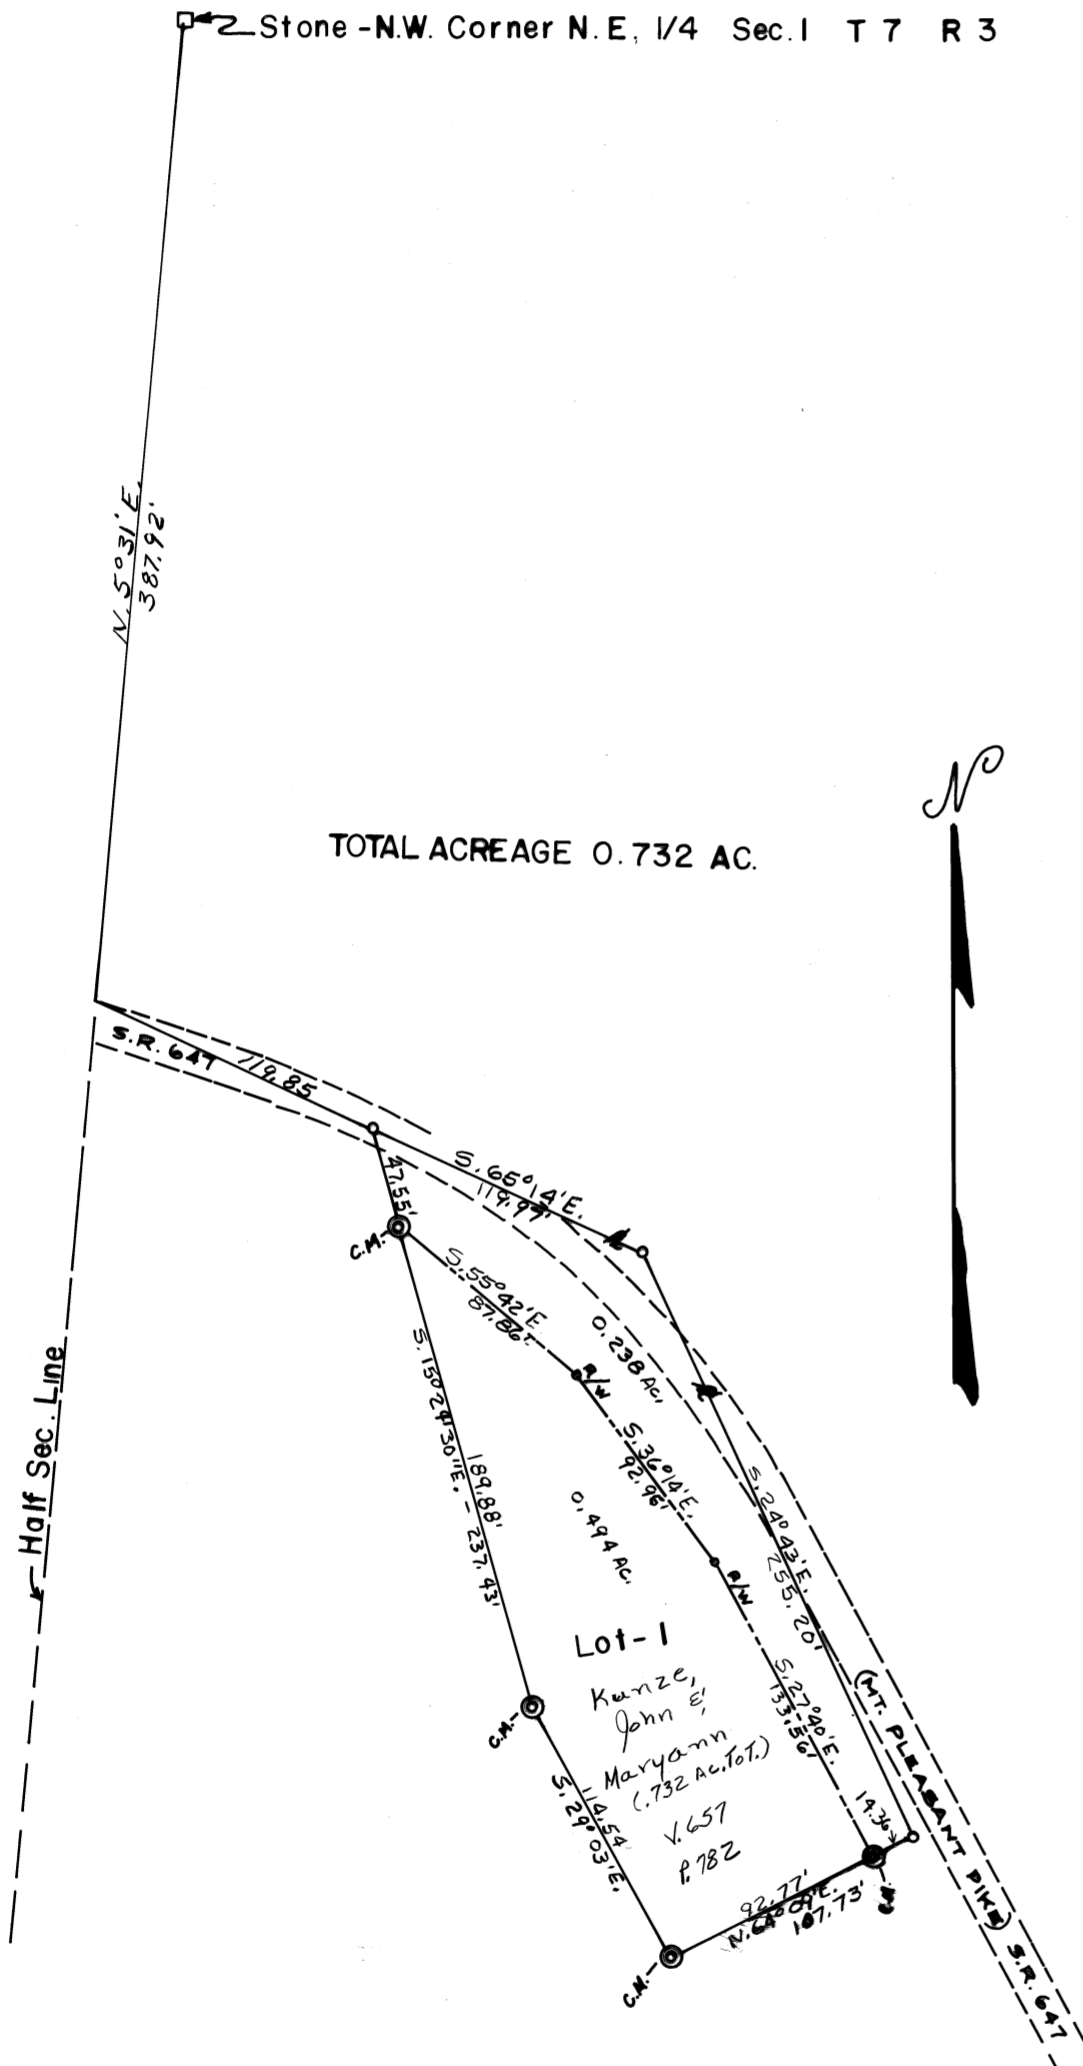 Stone - N.W. Corner N.E. 1/4 Sec. 1 T 7 R 3
N. 5°31' E.
387.92'
N
TOTAL ACREAGE 0.732 AC.
S.R. 647
119.85
S. 65°14' E.
119.97'
47.55'
C.M.
S. 55°42' E
87.86'
R/W
0.238 AC.
S. 15°24'30" E. - 237.43'
189.88'
S. 36°14' E.
92.96'
R/W
S. 24°43' E.
255.20'
0.494 AC.
Half Sec. Line
Lot-1
Kunze,
John &
Maryann
(.732 Ac. Tot.)
V. 657
P. 782
S. 27°40' E.
133.56'
C.M.
114.54'
S. 29°03' E.
14.36
(MT. PLEASANT PIKE) S.R. 647
92.77'
N. 64°09' E.
107.73'
C.M.
C.M.